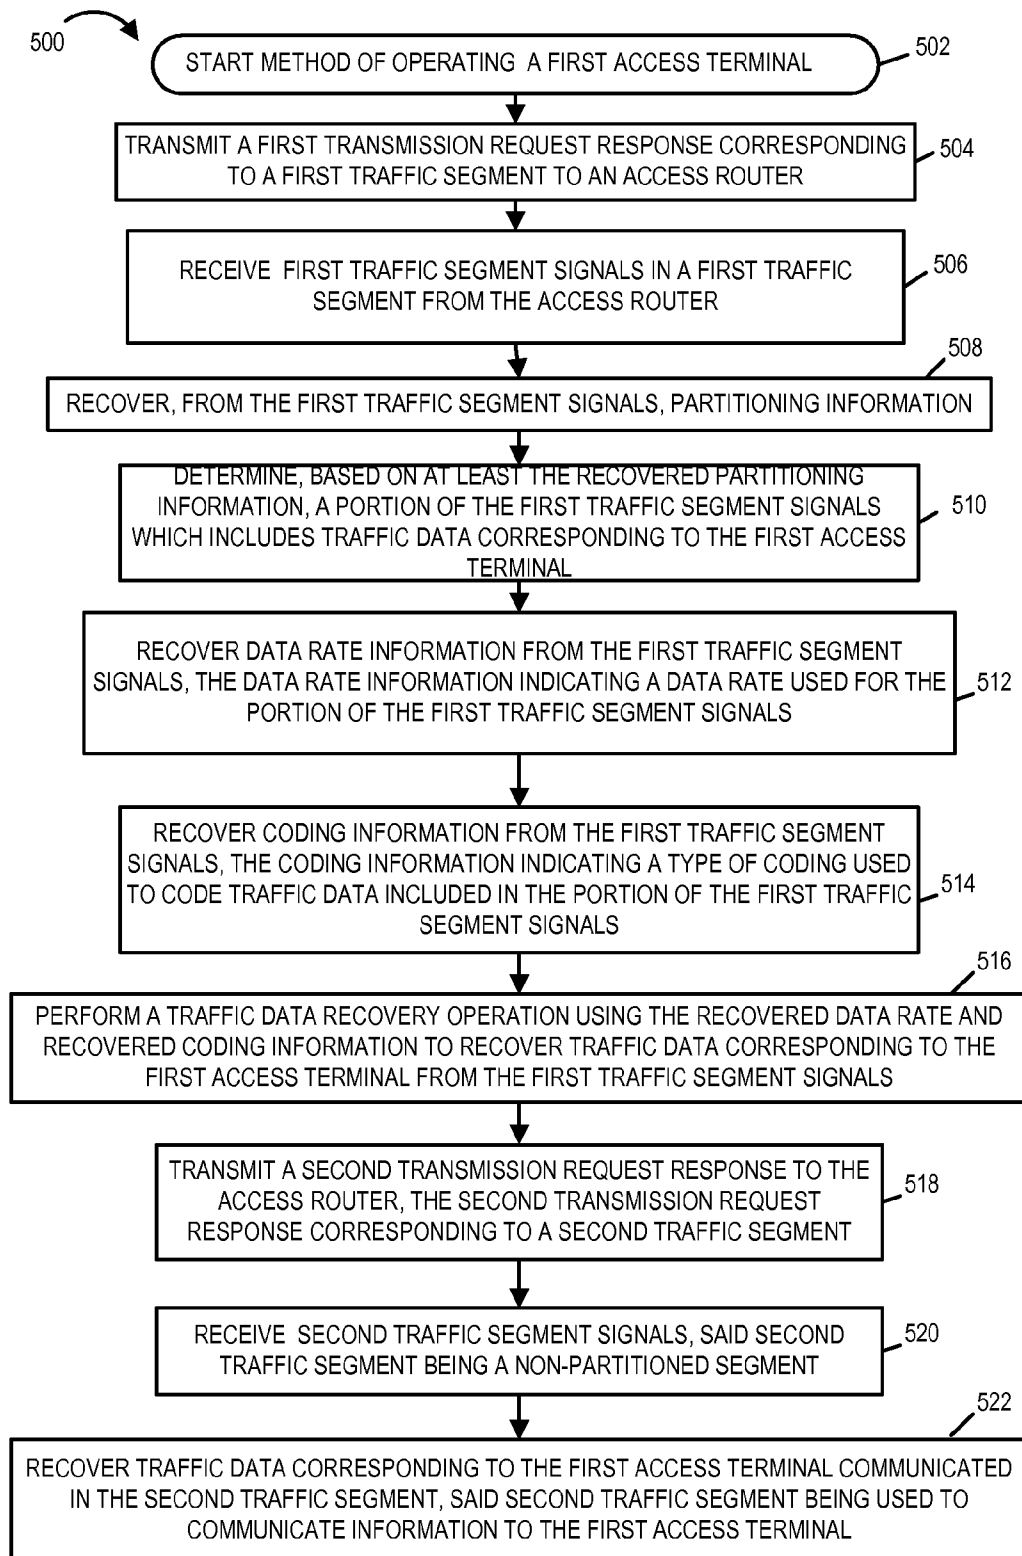 500
START METHOD OF OPERATING A FIRST ACCESS TERMINAL
502
TRANSMIT A FIRST TRANSMISSION REQUEST RESPONSE CORRESPONDING
TO A FIRST TRAFFIC SEGMENT TO AN ACCESS ROUTER
504
RECEIVE FIRST TRAFFIC SEGMENT SIGNALS IN A FIRST TRAFFIC
SEGMENT FROM THE ACCESS ROUTER
506
508
RECOVER, FROM THE FIRST TRAFFIC SEGMENT SIGNALS, PARTITIONING INFORMATION
DETERMINE, BASED ON AT LEAST THE RECOVERED PARTITIONING
INFORMATION, A PORTION OF THE FIRST TRAFFIC SEGMENT SIGNALS
WHICH INCLUDES TRAFFIC DATA CORRESPONDING TO THE FIRST ACCESS
TERMINAL
510
RECOVER DATA RATE INFORMATION FROM THE FIRST TRAFFIC SEGMENT
SIGNALS, THE DATA RATE INFORMATION INDICATING A DATA RATE USED FOR THE
PORTION OF THE FIRST TRAFFIC SEGMENT SIGNALS
512
RECOVER CODING INFORMATION FROM THE FIRST TRAFFIC SEGMENT
SIGNALS, THE CODING INFORMATION INDICATING A TYPE OF CODING USED
TO CODE TRAFFIC DATA INCLUDED IN THE PORTION OF THE FIRST TRAFFIC
SEGMENT SIGNALS
514
516
PERFORM A TRAFFIC DATA RECOVERY OPERATION USING THE RECOVERED DATA RATE AND
RECOVERED CODING INFORMATION TO RECOVER TRAFFIC DATA CORRESPONDING TO THE
FIRST ACCESS TERMINAL FROM THE FIRST TRAFFIC SEGMENT SIGNALS
TRANSMIT A SECOND TRANSMISSION REQUEST RESPONSE TO THE
ACCESS ROUTER, THE SECOND TRANSMISSION REQUEST
RESPONSE CORRESPONDING TO A SECOND TRAFFIC SEGMENT
518
RECEIVE SECOND TRAFFIC SEGMENT SIGNALS, SAID SECOND
TRAFFIC SEGMENT BEING A NON-PARTITIONED SEGMENT
520
522
RECOVER TRAFFIC DATA CORRESPONDING TO THE FIRST ACCESS TERMINAL COMMUNICATED
IN THE SECOND TRAFFIC SEGMENT, SAID SECOND TRAFFIC SEGMENT BEING USED TO
COMMUNICATE INFORMATION TO THE FIRST ACCESS TERMINAL